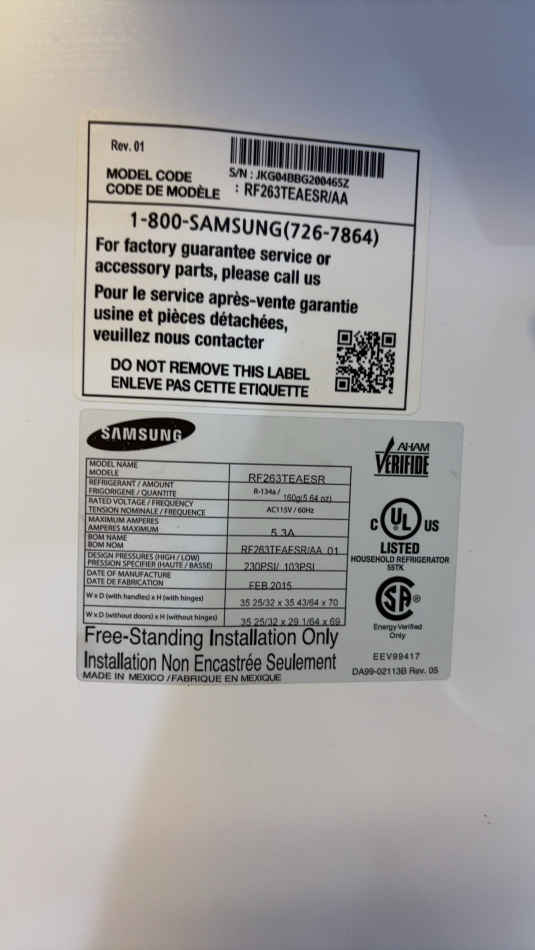 Rev. 01
S/N : JKG04BBG200465Z
MODEL CODE
CODE DE MODÈLE : RF263TEAESR/AA
1-800-SAMSUNG(726-7864)
For factory guarantee service or
accessory parts, please call us
Pour le service après-vente garantie
usine et pièces détachées,
veuillez nous contacter
DO NOT REMOVE THIS LABEL
ENLEVE PAS CETTE ETIQUETTE
SAMSUNG
AHAM
VERIFIDE
MODEL NAME
MODELE
RF263TEAESR
REFRIGERANT / AMOUNT
FRIGORIGENE / QUANTITE
R-134a / 160g(5.64 oz)
RATED VOLTAGE / FREQUENCY
TENSION NOMINALE / FREQUENCE
AC115V / 60Hz
MAXIMUM AMPERES
AMPERES MAXIMUM
5.3A
BOM NAME
BOM NOM
RF263TEAESR/AA 01
DESIGN PRESSURES (HIGH / LOW)
PRESSION SPECIFIER (HAUTE / BASSE)
230PSI/ 103PSI
DATE OF MANUFACTURE
DATE DE FABRICATION
FEB 2015
W x D (with handles) x H (with hinges)
35 25/32 x 35 43/64 x 70
W x D (without doors) x H (without hinges)
35 25/32 x 29 1/64 x 69
C UL US
LISTED
HOUSEHOLD REFRIGERATOR
55TK
SA ®
Energy Verified
Only
Free-Standing Installation Only
Installation Non Encastrée Seulement
MADE IN MEXICO / FABRIQUE EN MEXIQUE
EEV99417
DA99-02113B Rev. 05